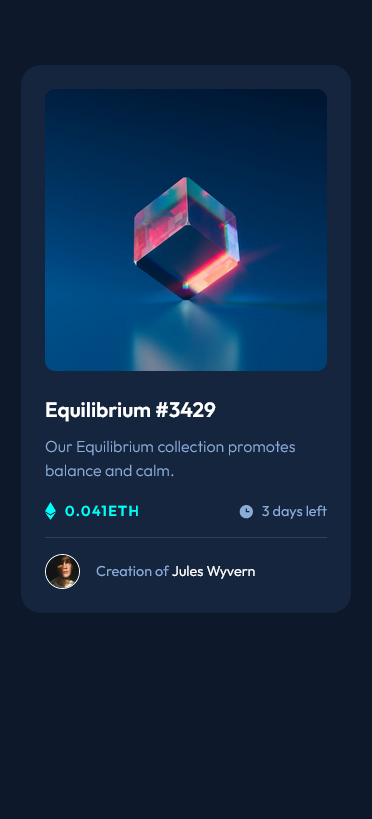 Equilibrium #3429
Our Equilibrium collection promotes
balance and calm.
0.041ETH
3 days left
Creation of Jules Wyvern